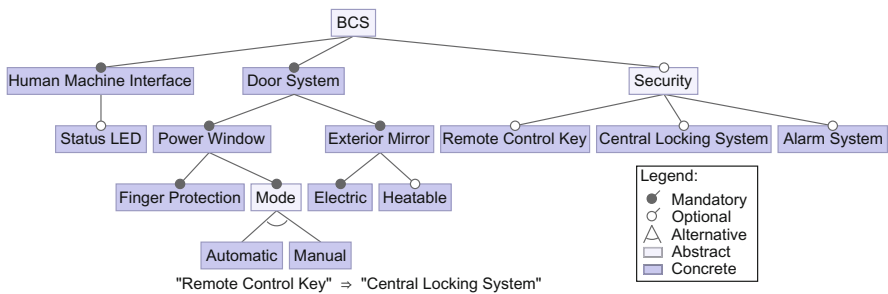 BCS
Human Machine Interface
Door System
Security
Status LED
Power Window
Exterior Mirror
Remote Control Key
Central Locking System
Alarm System
Finger Protection
Mode
Electric
Heatable
Automatic
Manual
"Remote Control Key" ⇒ "Central Locking System"
Legend:
Mandatory
Optional
Alternative
Abstract
Concrete